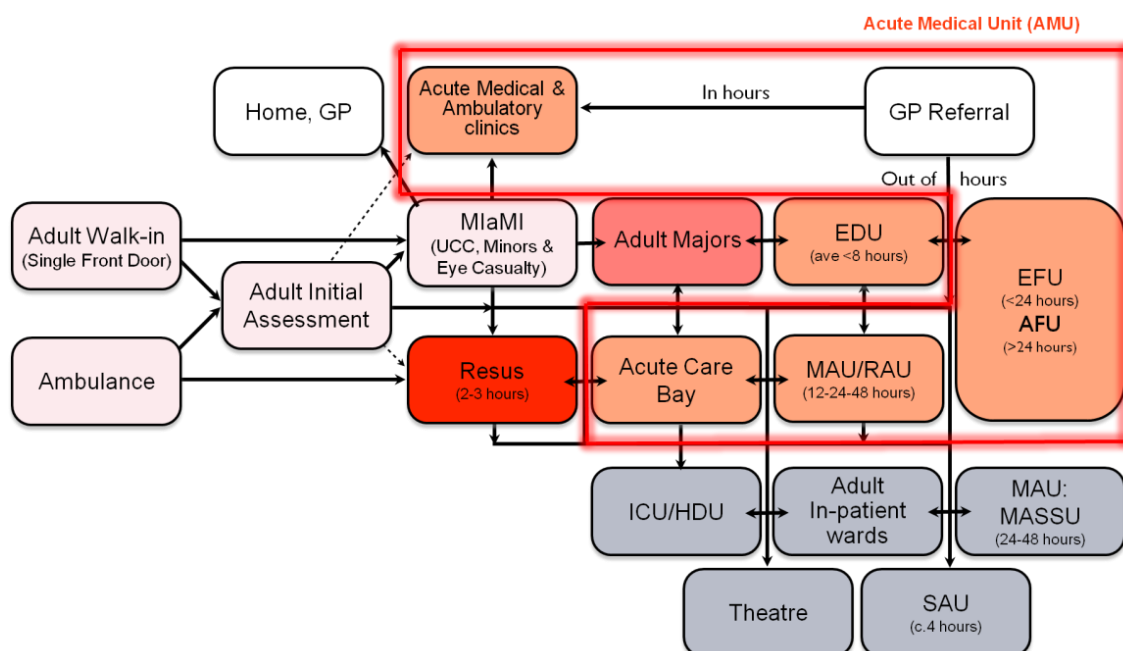 Acute Medical Unit (AMU)
Home, GP
Acute Medical &
Ambulatory
clinics
In hours
GP Referral
Out of hours
Adult Walk-in
(Single Front Door)
MIaMI
(UCC, Minors &
Eye Casualty)
Adult Majors
EDU
(ave <8 hours)
EFU
(<24 hours)
AFU
(>24 hours)
Adult Initial
Assessment
Ambulance
Resus
(2-3 hours)
Acute Care
Bay
MAU/RAU
(12-24-48 hours)
ICU/HDU
Adult
In-patient
wards
MAU:
MASSU
(24-48 hours)
Theatre
SAU
(c.4 hours)